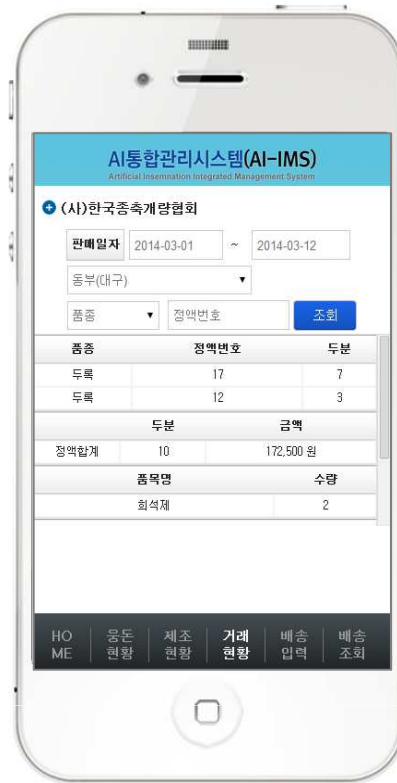 AI통합관리시스템(AI-IMS)
Artificial Insemnation Integrated Management System
(사)한국종축개량협회
판매일자 2014-03-01 ~ 2014-03-12
동부(대구)
품종 정액번호 조회
품종 정액번호 두분
두록 17 7
두록 12 3
두분 금액
정액합계 10 172,500 원
품목명 수량
희석제 2
HO
ME 웅돈
현황 제조
현황 거래
현황 배송
입력 배송
조회